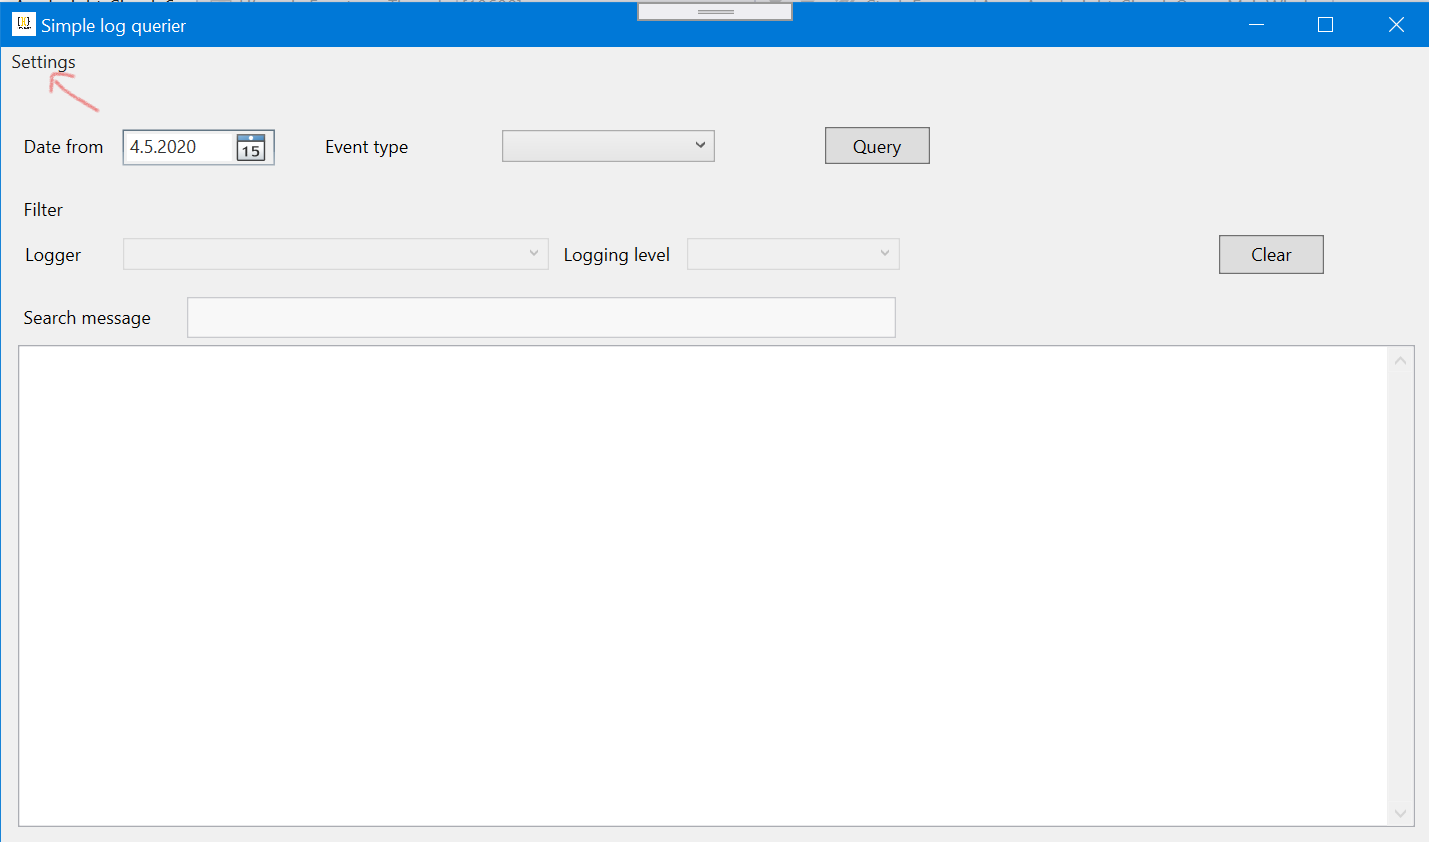 Simple log querier
Settings
Date from 4.5.2020 15 Event type Query
Filter
Logger Logging level Clear
Search message